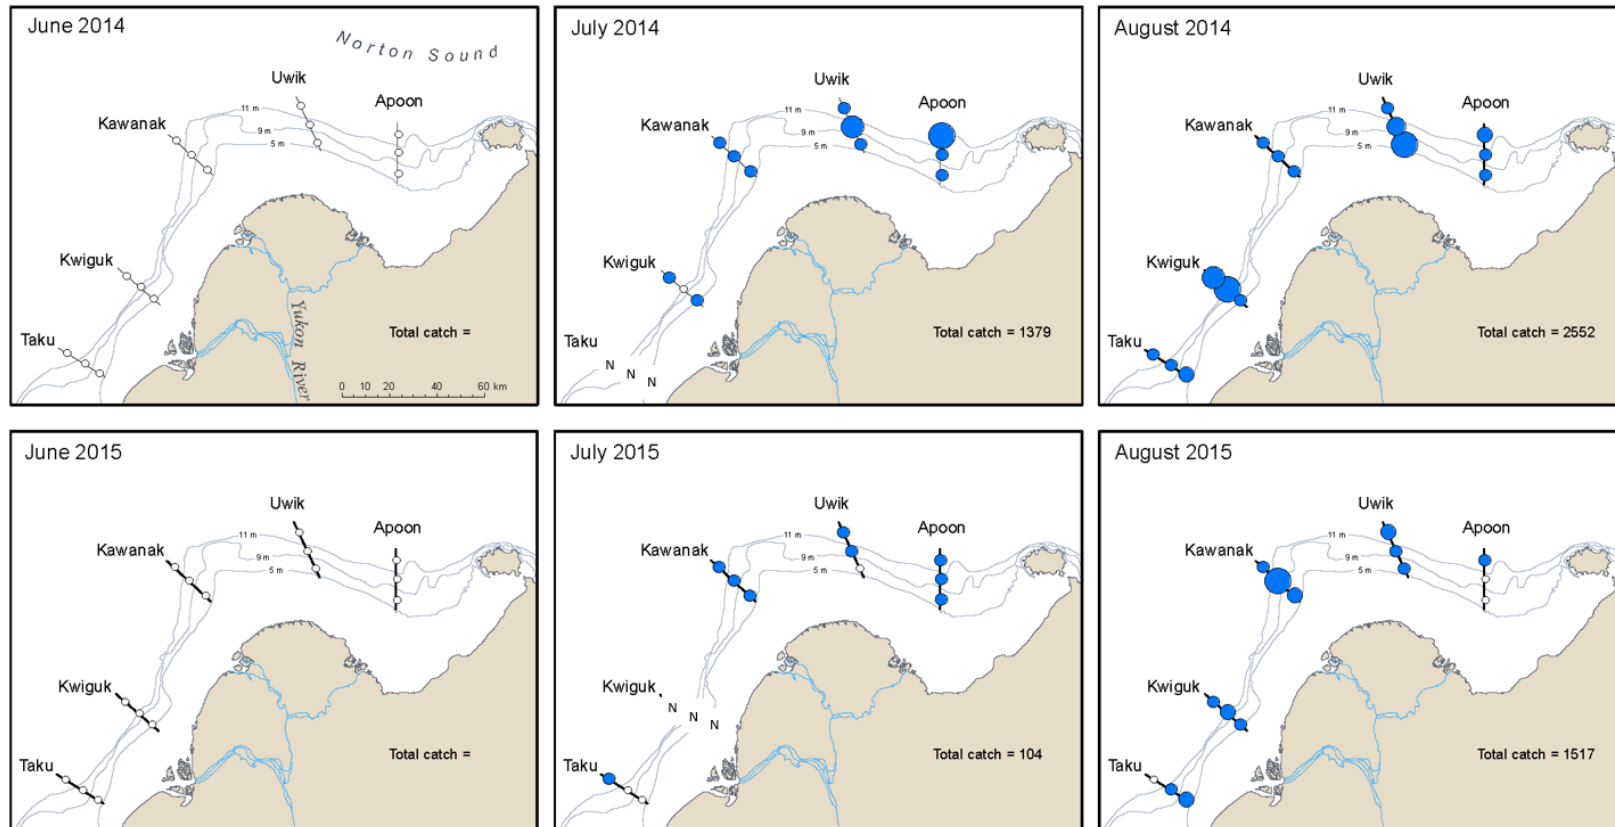 June 2014
Norton Sound
Uwik
Apoon
11 m
Kawanak
9 m
5 m
Kwiguk
Yukon River
Taku
Total catch =
0 10 20 40 60 km
July 2014
Uwik
Apoon
11 m
Kawanak
9 m
5 m
Kwiguk
Total catch = 1379
Taku
N
N
N
August 2014
Uwik
Apoon
11 m
Kawanak
9 m
5 m
Kwiguk
Total catch = 2552
Taku
June 2015
Uwik
Apoon
11 m
Kawanak
9 m
5 m
Kwiguk
Total catch =
Taku
July 2015
Uwik
Apoon
11 m
Kawanak
9 m
5 m
Kwiguk
N
N
N
Total catch = 104
Taku
August 2015
Uwik
Apoon
11 m
Kawanak
9 m
5 m
Kwiguk
Total catch = 1517
Taku